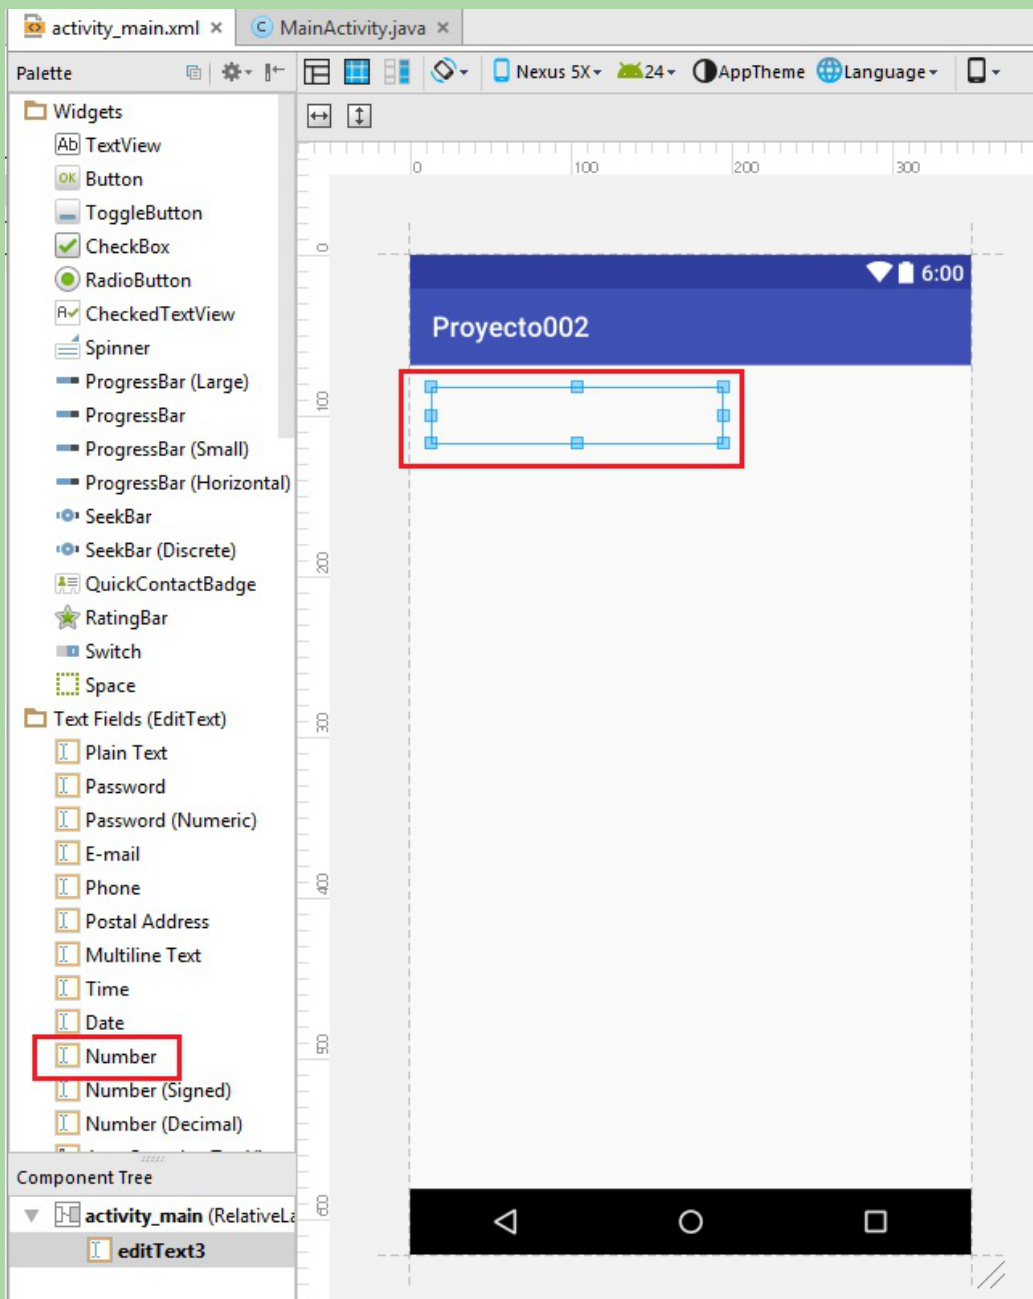 activity_main.xml
MainActivity.java
Palette
Nexus 5X
24
AppTheme
Language
Widgets
Ab TextView
OK Button
ToggleButton
CheckBox
RadioButton
CheckedTextView
Spinner
ProgressBar (Large)
ProgressBar
ProgressBar (Small)
ProgressBar (Horizontal)
SeekBar
SeekBar (Discrete)
QuickContactBadge
RatingBar
Switch
Space
Text Fields (EditText)
Plain Text
Password
Password (Numeric)
E-mail
Phone
Postal Address
Multiline Text
Time
Date
Number
Number (Signed)
Number (Decimal)
Component Tree
activity_main (RelativeLa
editText3
0 100 200 300
0
100
200
300
400
500
600
6:00
Proyecto002